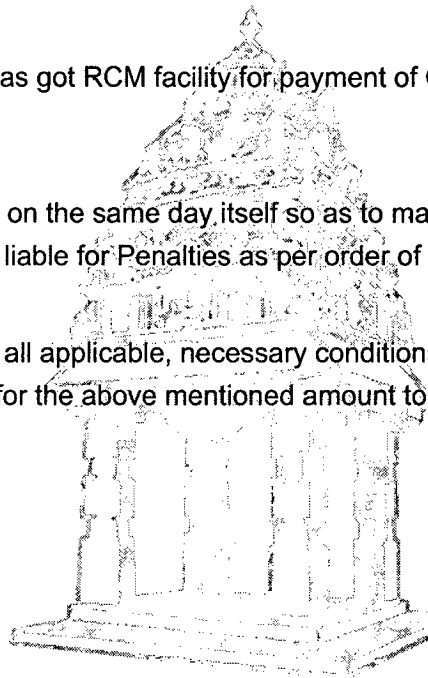 as got RCM facility for payment of
on the same day itself so as to ma
liable for Penalties as per order of
all applicable, necessary condition
for the above mentioned amount to